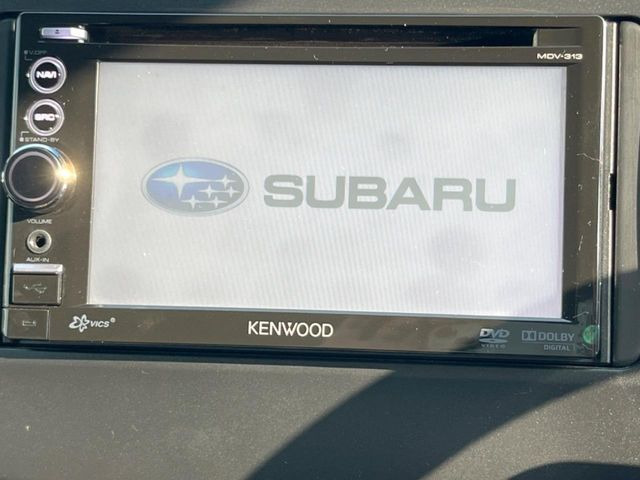 MDV-313
V.OFF
NAVI
SRC
STAND-BY
SUBARU
VOLUME
AUX-IN
VICS®
KENWOOD
DVD
VIDEO
DOLBY
DIGITAL